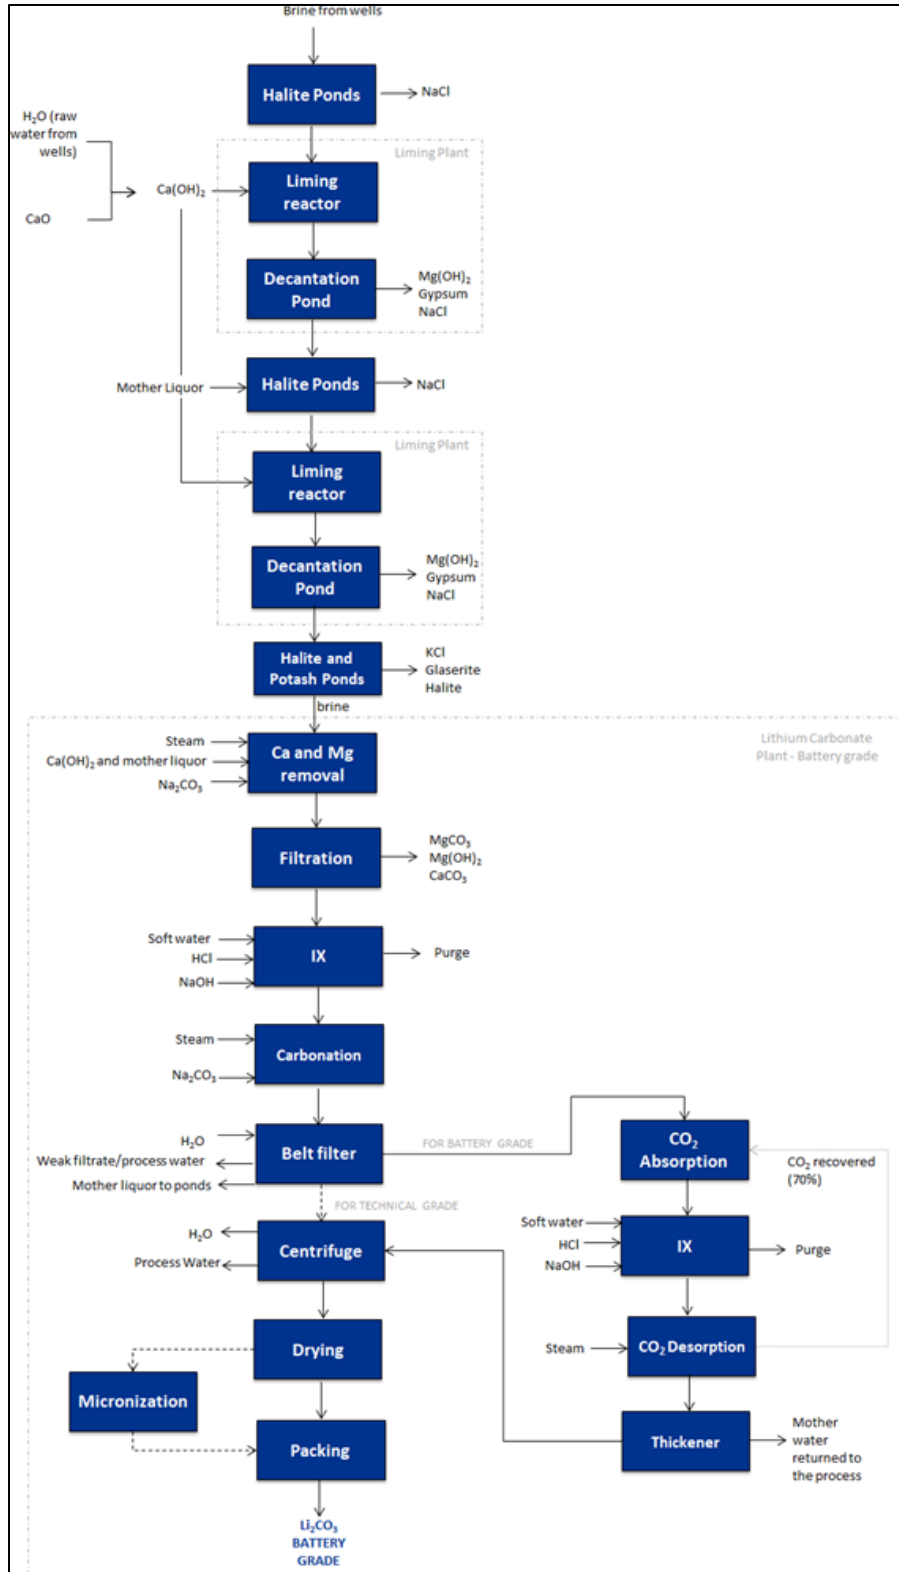 Brine from wells
Halite Ponds
NaCl
H₂O (raw
water from
wells)
Liming Plant
Ca(OH)₂
Liming
reactor
CaO
Decantation
Pond
Mg(OH)₂
Gypsum
NaCl
Mother Liquor
Halite Ponds
NaCl
Liming Plant
Liming
reactor
Decantation
Pond
Mg(OH)₂
Gypsum
NaCl
Halite and
Potash Ponds
KCl
Glaserite
Halite
brine
Lithium Carbonate
Plant - Battery grade
Steam
Ca(OH)₂ and mother liquor
Na₂CO₃
Ca and Mg
removal
Filtration
MgCO₃
Mg(OH)₂
CaCO₃
Soft water
HCl
NaOH
IX
Purge
Steam
Na₂CO₃
Carbonation
H₂O
Weak filtrate/process water
Mother liquor to ponds
Belt filter
FOR BATTERY GRADE
CO₂
Absorption
CO₂ recovered
(70%)
FOR TECHNICAL GRADE
H₂O
Process Water
Centrifuge
Soft water
HCl
NaOH
IX
Purge
Drying
Steam
CO₂ Desorption
Micronization
Packing
Thickener
Mother
water
returned to
the process
Li₂CO₃
BATTERY
GRADE